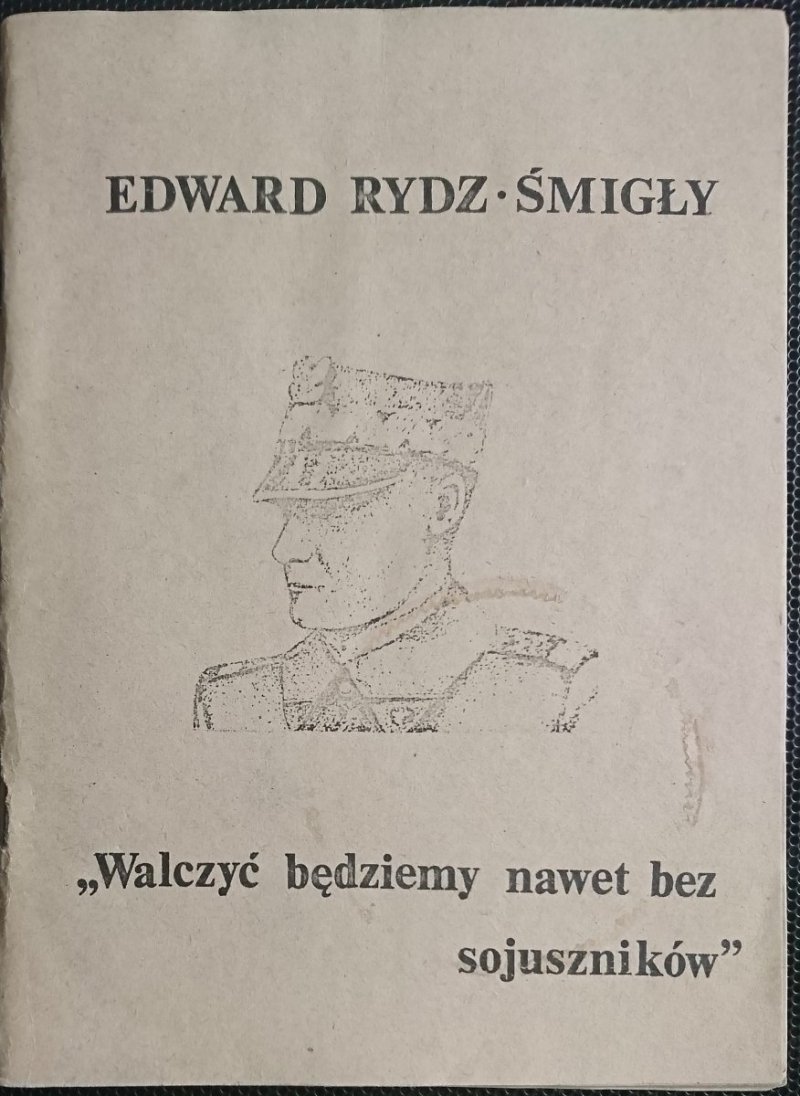 EDWARD RYDZ·ŚMIGŁY
„Walczyć będziemy nawet bez
sojuszników”